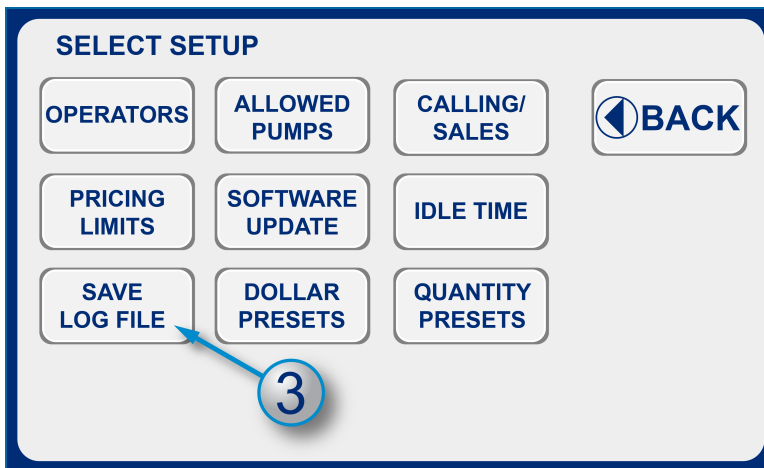 SELECT SETUP
OPERATORS
ALLOWED
PUMPS
CALLING/
SALES
BACK
PRICING
LIMITS
SOFTWARE
UPDATE
IDLE TIME
SAVE
LOG FILE
DOLLAR
PRESETS
QUANTITY
PRESETS
3